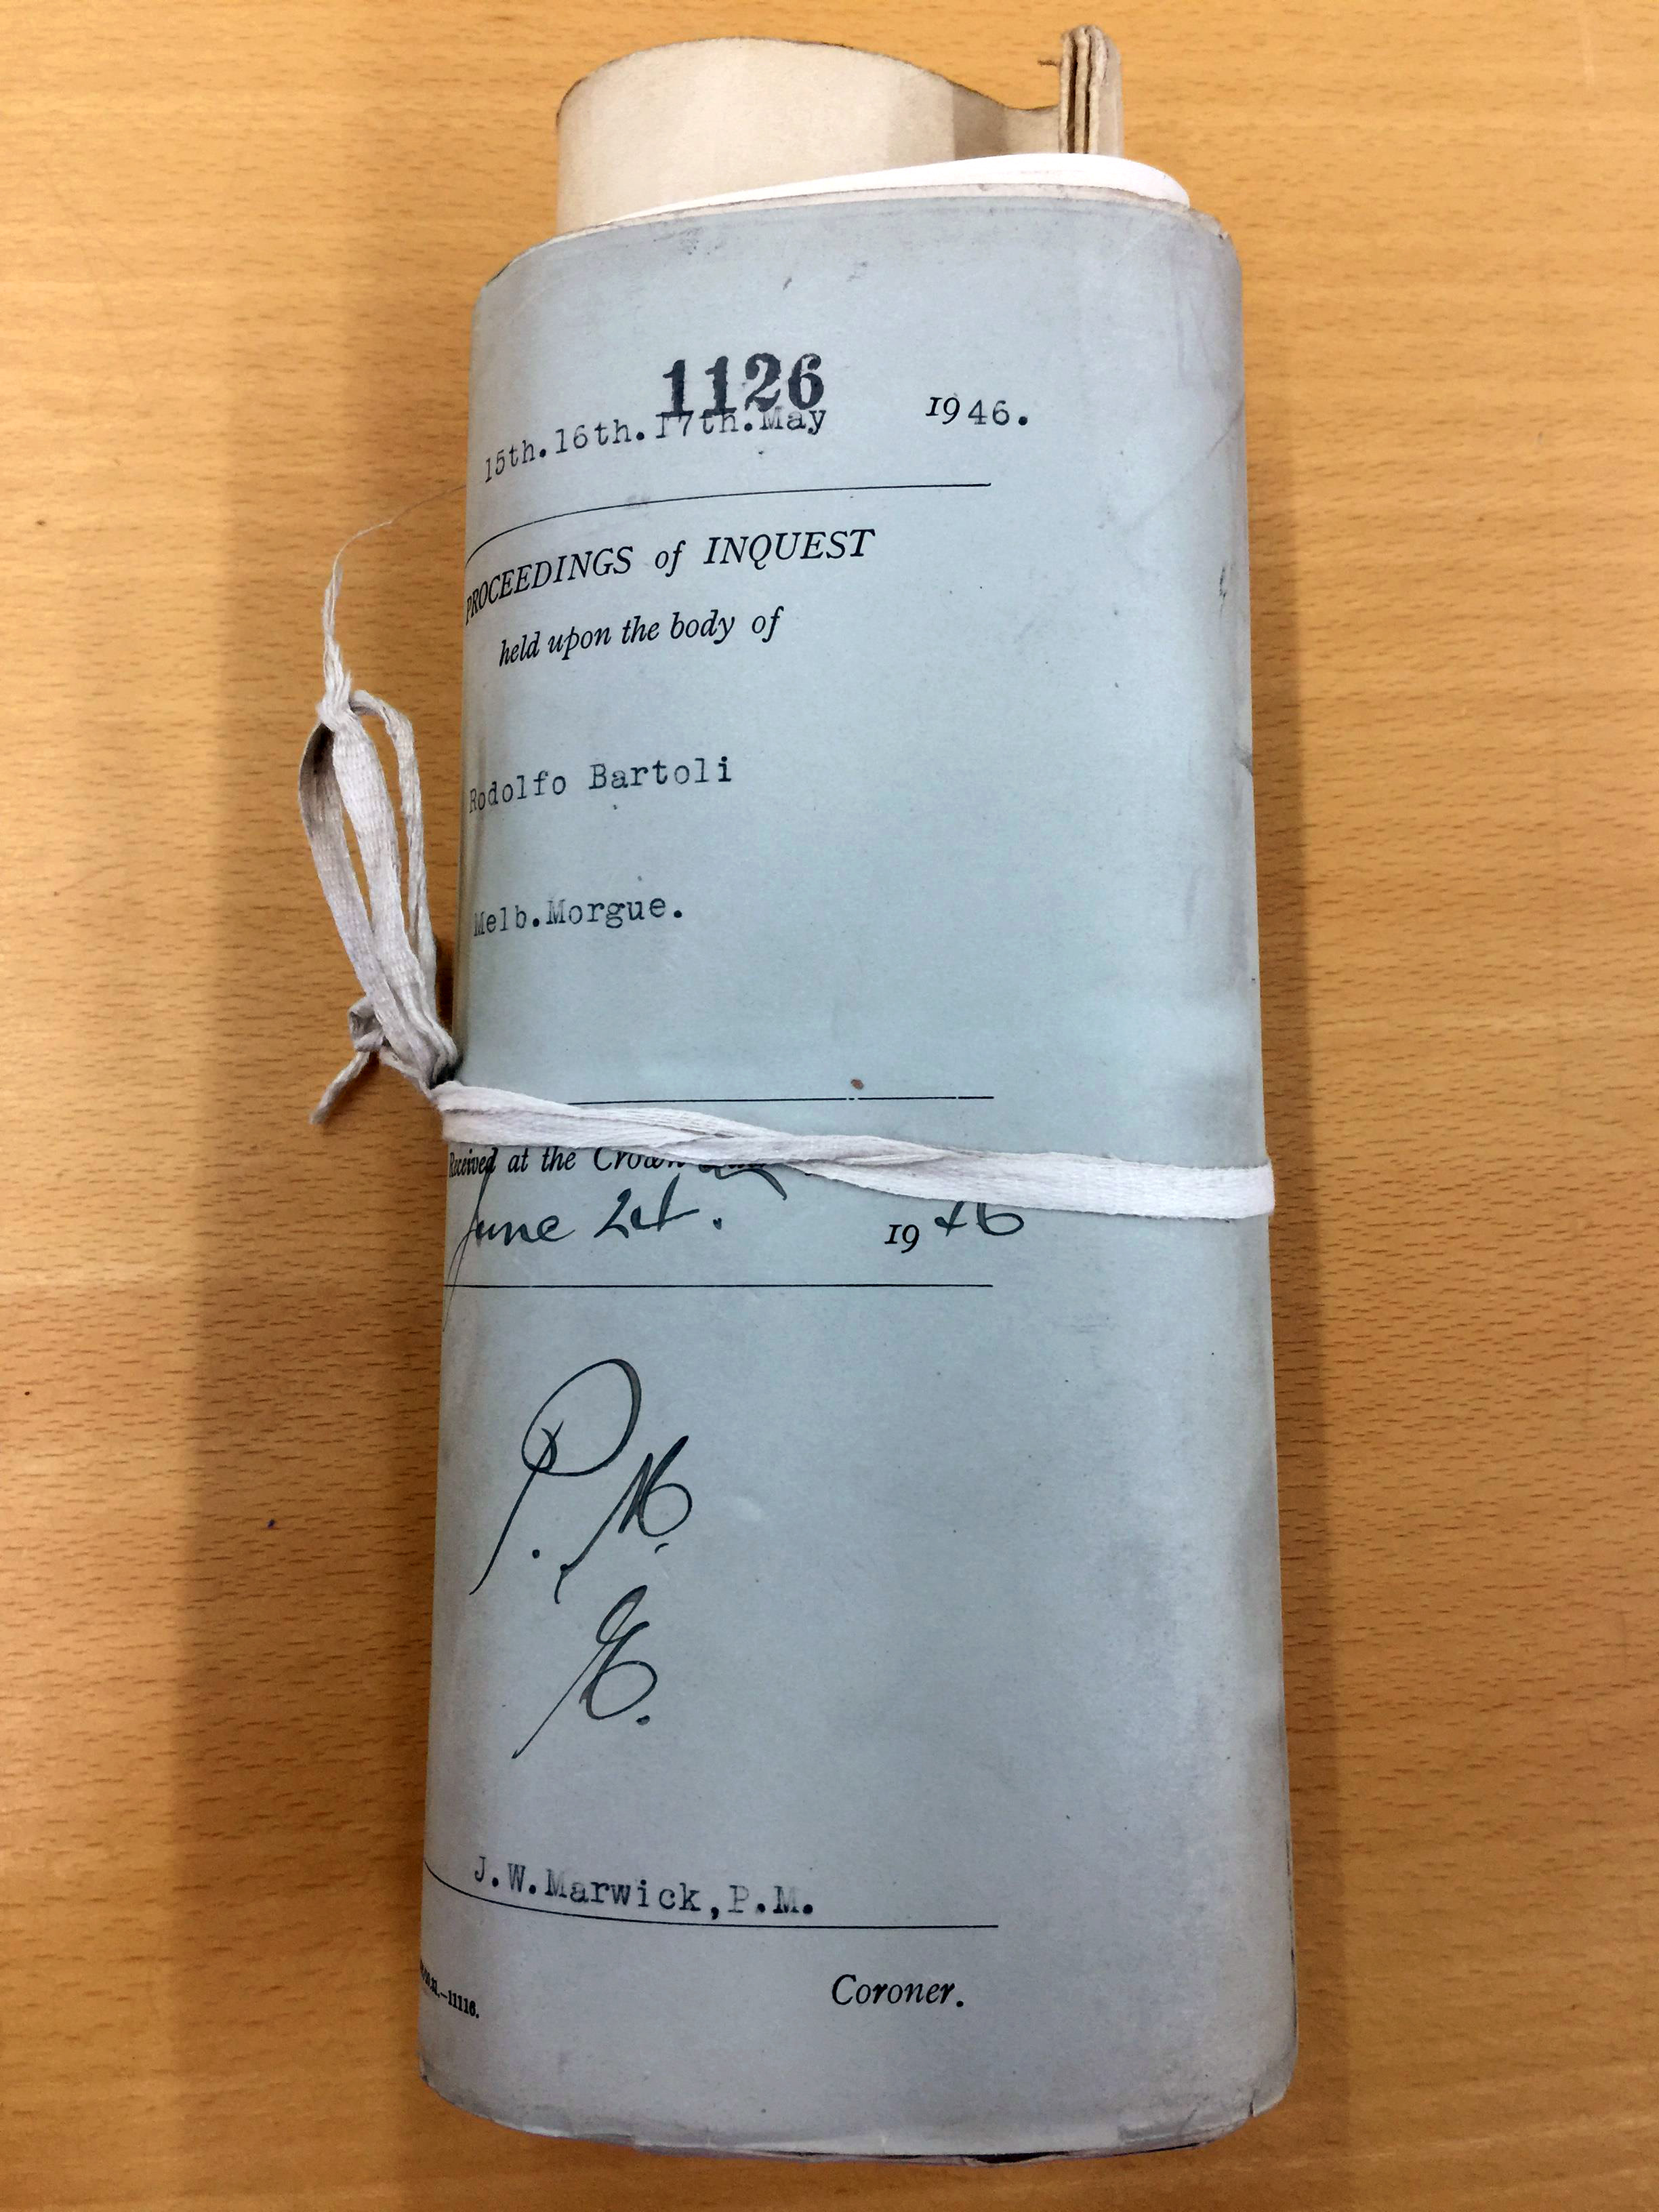 1126
15th.16th.17th.May 1946.
PROCEEDINGS of INQUEST
held upon the body of
Rodolfo Bartoli
Melb.Morgue.
Received at the Crown
June 1946
P.
J.W.Marwick,P.M.
-11116.
Coroner.